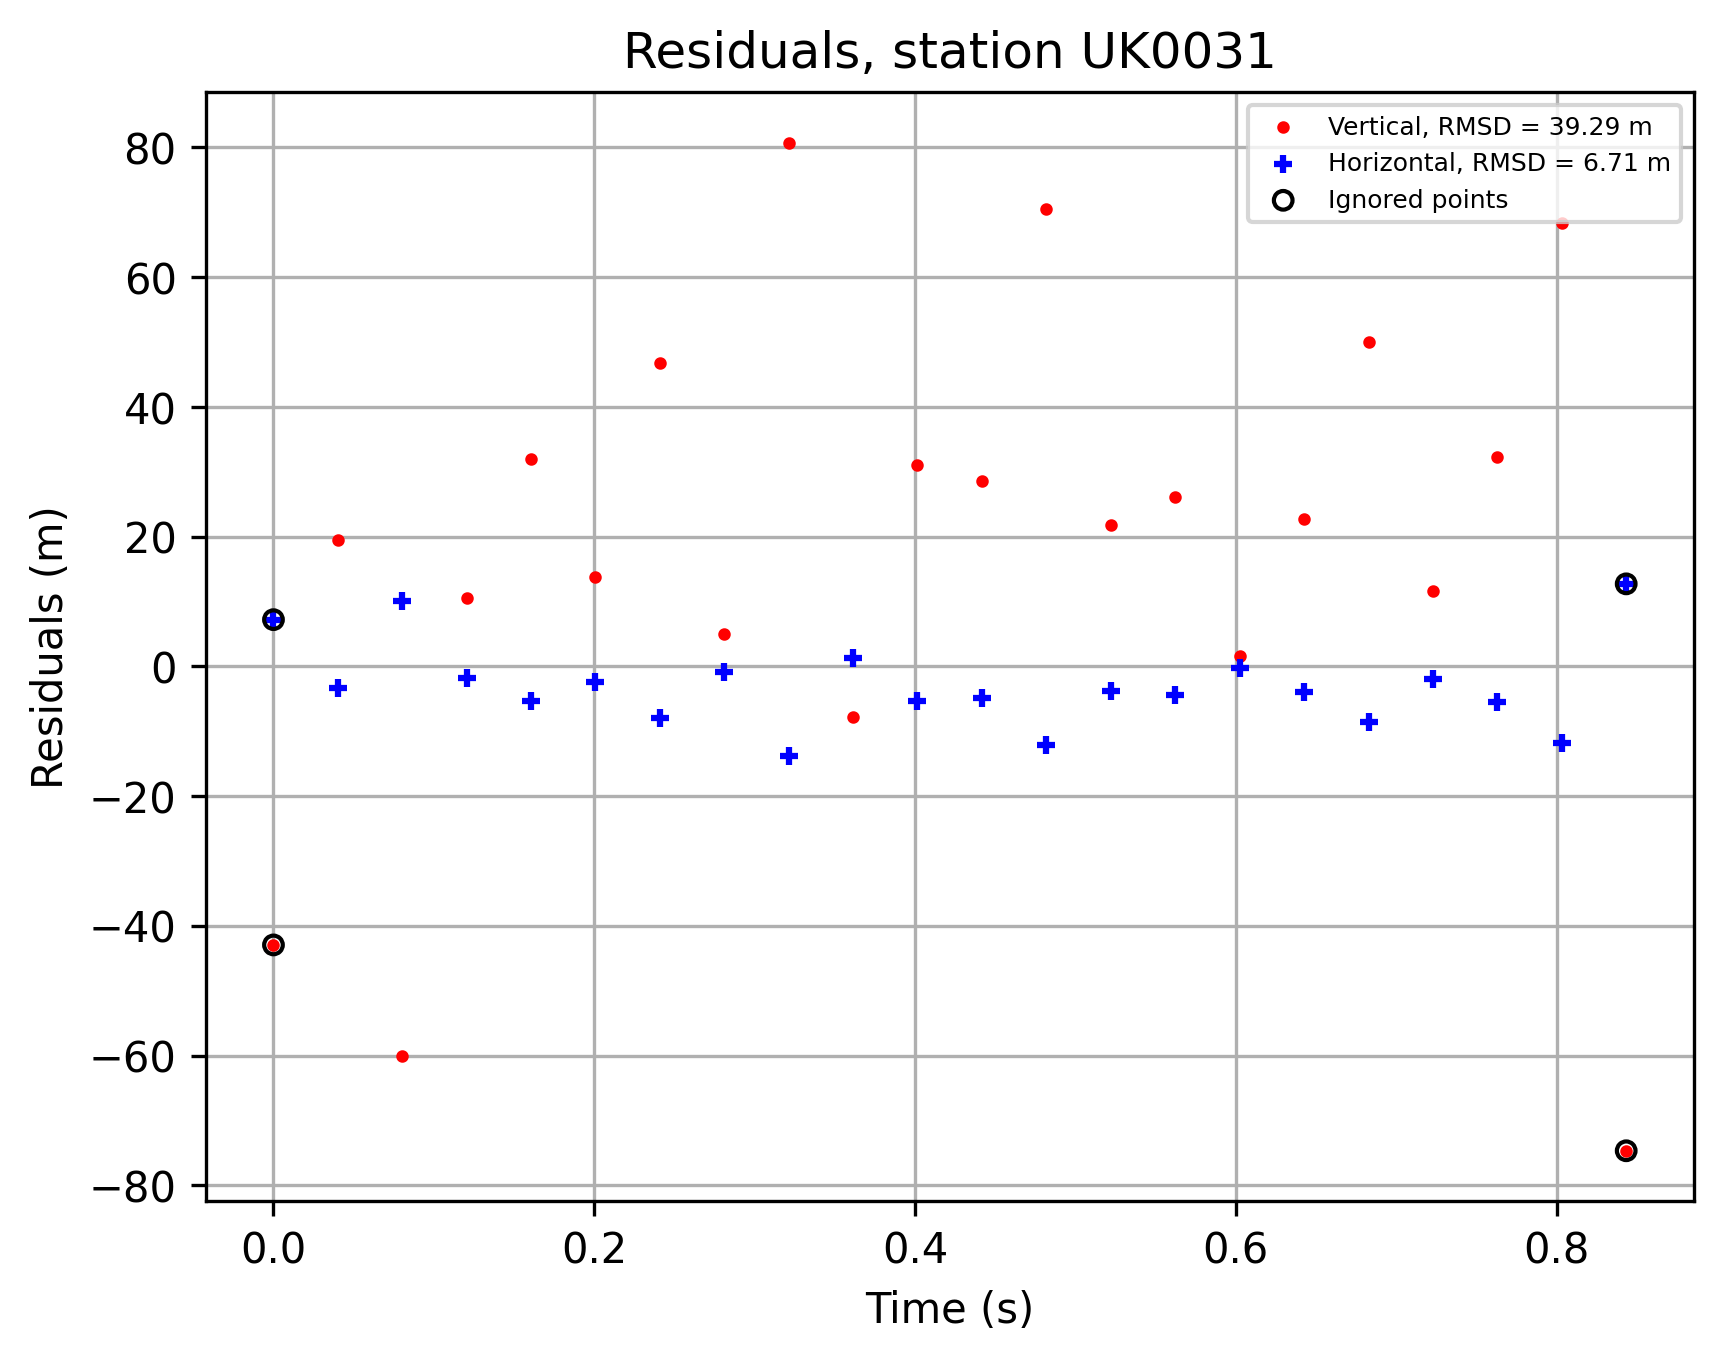 Residuals, station UK0031
Vertical, RMSD = 39.29 m
Horizontal, RMSD = 6.71 m
Ignored points
Residuals (m)
80
60
40
20
0
−20
−40
−60
−80
0.0 0.2 0.4 0.6 0.8
Time (s)